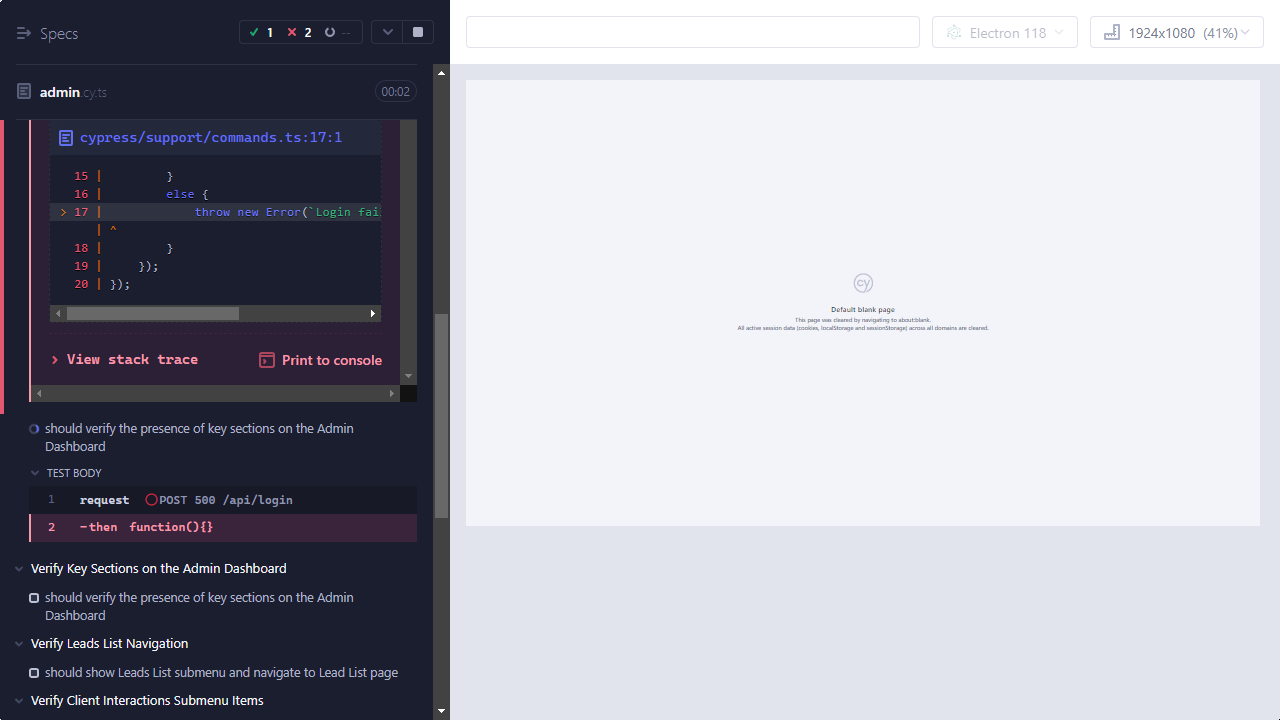 Specs
1
2
--
Electron 118
1924x1080 (41%)
admin.cy.ts
00:02
cypress/support/commands.ts:17:1
15 | }
16 | else {
> 17 | throw new Error(`Login fai
| ^
18 | }
19 | });
20 | });
View stack trace
Print to console
should verify the presence of key sections on the Admin
Dashboard
TEST BODY
1 request POST 500 /api/login
2 -then function(){}
Verify Key Sections on the Admin Dashboard
should verify the presence of key sections on the Admin
Dashboard
Verify Leads List Navigation
should show Leads List submenu and navigate to Lead List page
Verify Client Interactions Submenu Items
cy
Default blank page
This page was cleared by navigating to about:blank.
All active session data (cookies, localStorage and sessionStorage) across all domains are cleared.